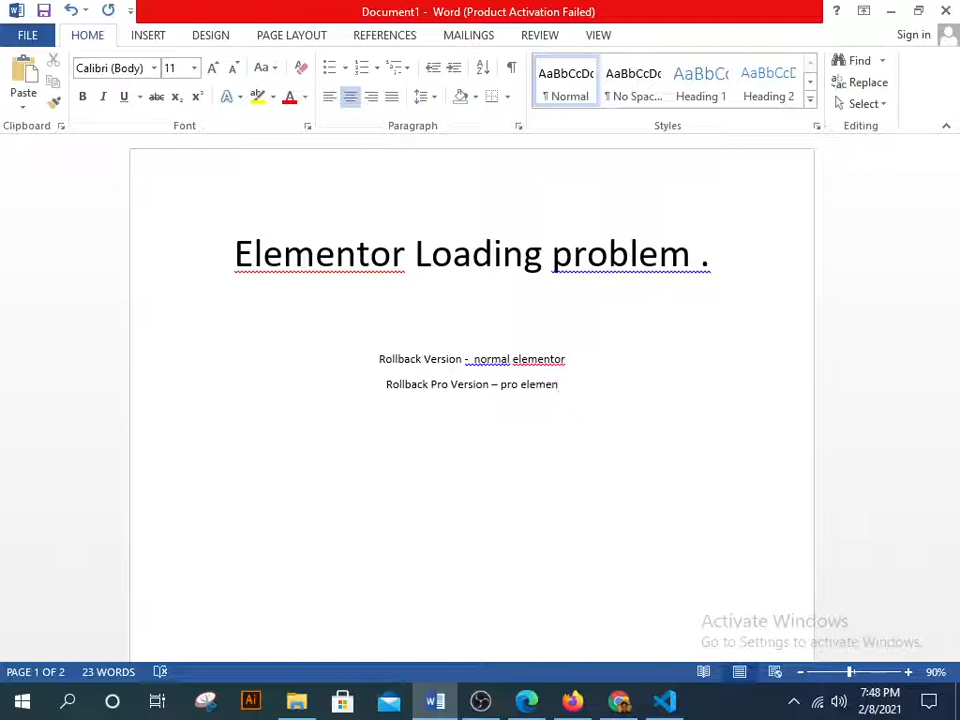 Document1 - Word (Product Activation Failed)
FILE HOME INSERT DESIGN PAGE LAYOUT REFERENCES MAILINGS REVIEW VIEW Sign in
Paste
Calibri (Body) 11
AaBbCcDc AaBbCcDc AaBbCc AaBbCcD
¶ Normal ¶ No Spac... Heading 1 Heading 2
Find
Replace
Select
Clipboard Font Paragraph Styles Editing
Elementor Loading problem .
Rollback Version - normal elementor
Rollback Pro Version – pro elemen
Activate Windows
Go to Settings to activate Windows.
PAGE 1 OF 2 23 WORDS 90%
7:48 PM
2/8/2021